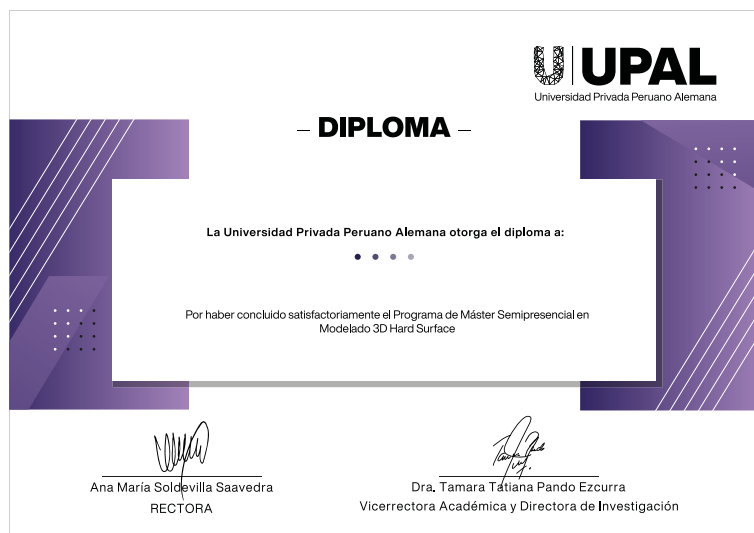 UPAL
Universidad Privada Peruano Alemana
– DIPLOMA –
La Universidad Privada Peruano Alemana otorga el diploma a:
Por haber concluido satisfactoriamente el Programa de Máster Semipresencial en
Modelado 3D Hard Surface
Ana María Soldevilla Saavedra
RECTORA
Dra. Tamara Tatiana Pando Ezcurra
Vicerrectora Académica y Directora de Investigación